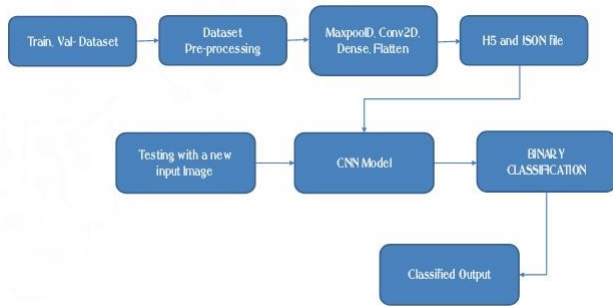 Train, Val- Dataset
Dataset
Pre-processing
MaxpoolD, Conv2D,
Dense, Flatten
H5 and JSON file
Testing with a new
input Image
CNN Model
BINARY
CLASSIFICATION
Classified Output